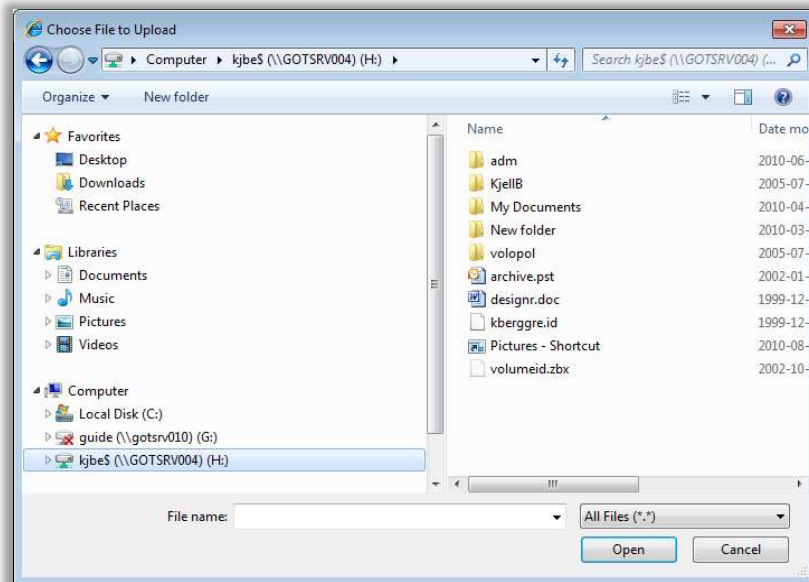 Choose File to Upload
Computer kjbe$ (\\GOTSRV004) (H:)
Search kjbe$ (\\GOTSRV004) (...
Organize New folder
Favorites
Desktop
Downloads
Recent Places
Libraries
Documents
Music
Pictures
Videos
Computer
Local Disk (C:)
guide (\\gotsrv010) (G:)
kjbe$ (\\GOTSRV004) (H:)
Name Date mo
adm 2010-06-
KjellB 2005-07-
My Documents 2010-04-
New folder 2010-03-
volopol 2005-07-
archive.pst 2002-01-
designr.doc 1999-12-
kberggre.id 1999-12-
Pictures - Shortcut 2010-08-
volumeid.zbx 2002-10-
File name: All Files (*.*)
Open Cancel